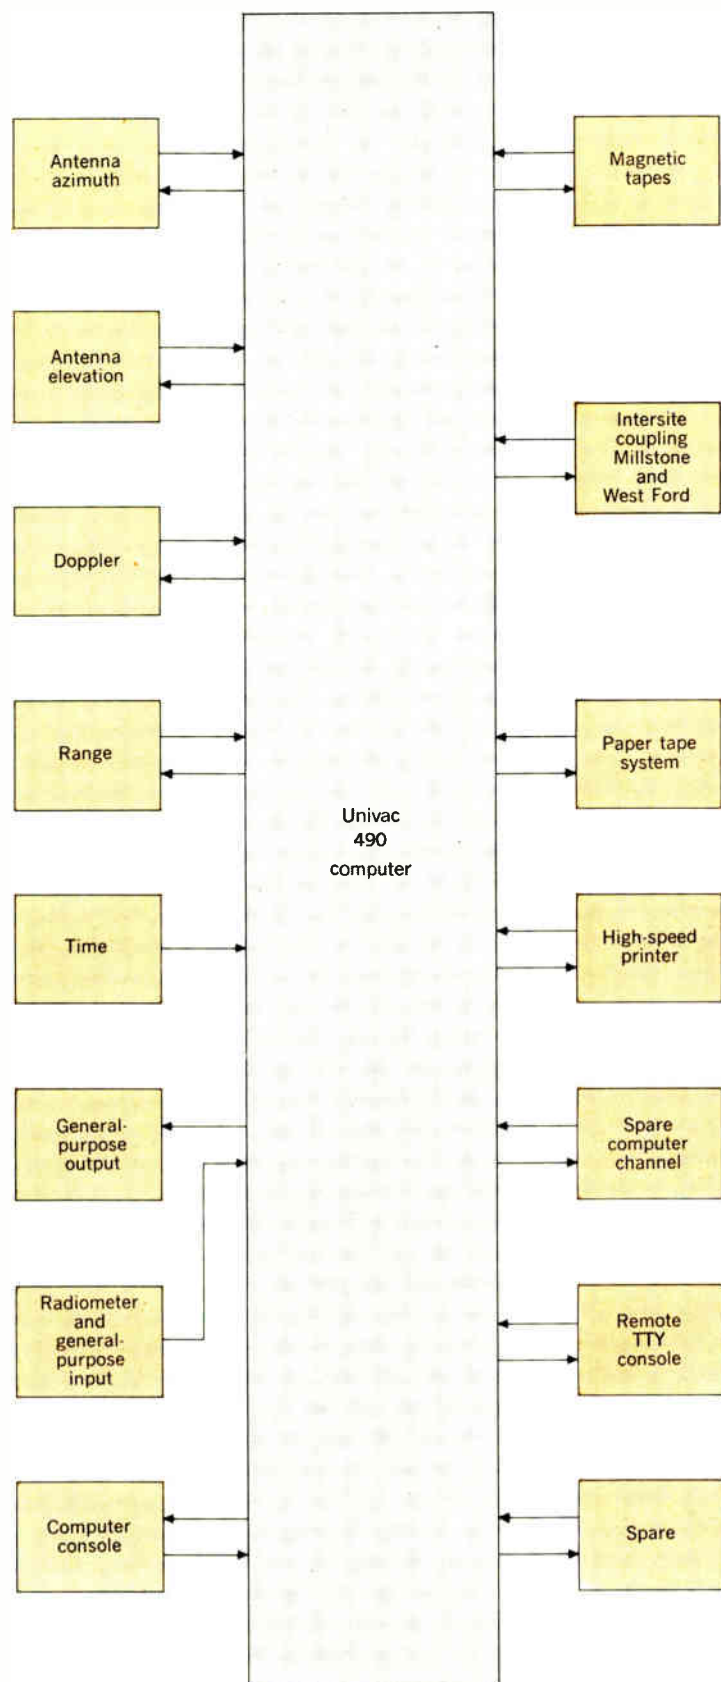 Antenna
azimuth
Antenna
elevation
Doppler
Range
Time
General-
purpose
output
Radiometer
and
general-
purpose
input
Computer
console
Univac
490
computer
Magnetic
tapes
Intersite
coupling
Millstone
and
West Ford
Paper tape
system
High-speed
printer
Spare
computer
channel
Remote
TTY
console
Spare